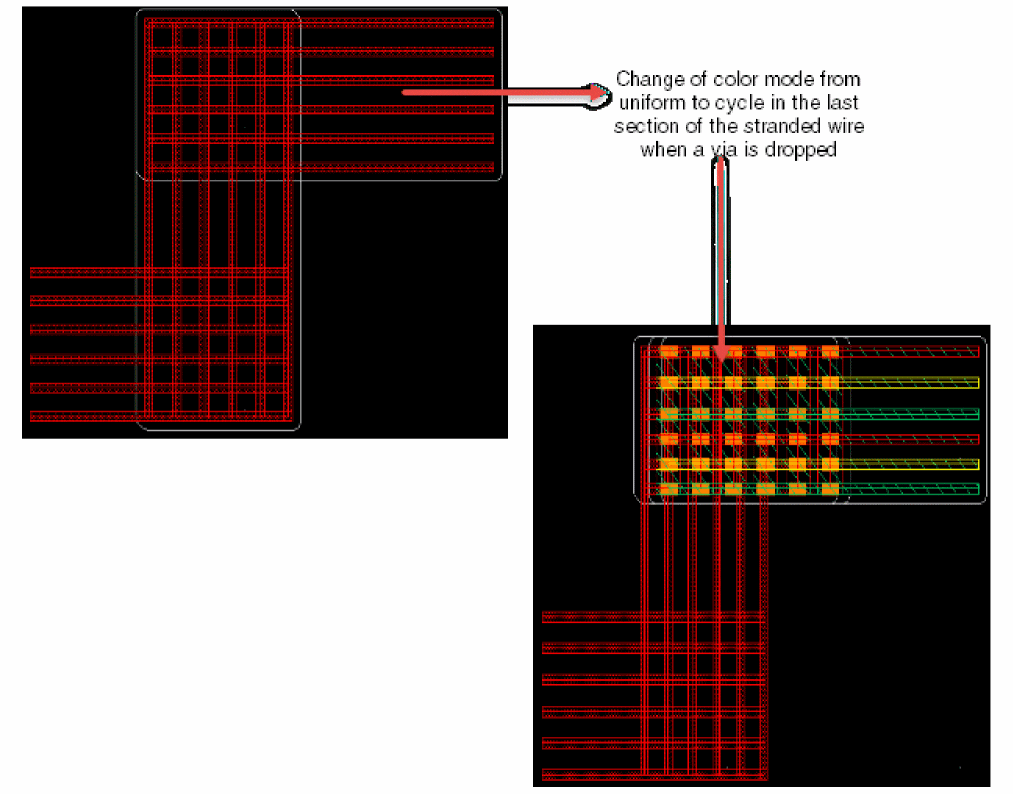 Change of color mode from
uniform to cycle in the last
section of the stranded wire
when a via is dropped